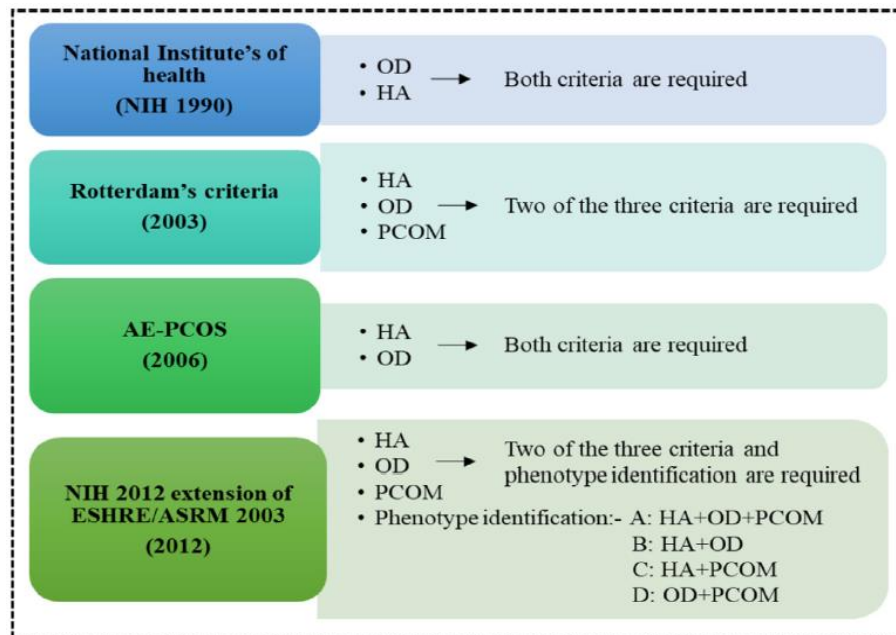 National Institute's of
health
(NIH 1990)
• OD
• HA
Both criteria are required
Rotterdam's criteria
(2003)
• HA
• OD
• PCOM
Two of the three criteria are required
AE-PCOS
(2006)
• HA
• OD
Both criteria are required
NIH 2012 extension of
ESHRE/ASRM 2003
(2012)
• HA
• OD
• PCOM
Two of the three criteria and
phenotype identification are required
• Phenotype identification:- A: HA+OD+PCOM
B: HA+OD
C: HA+PCOM
D: OD+PCOM